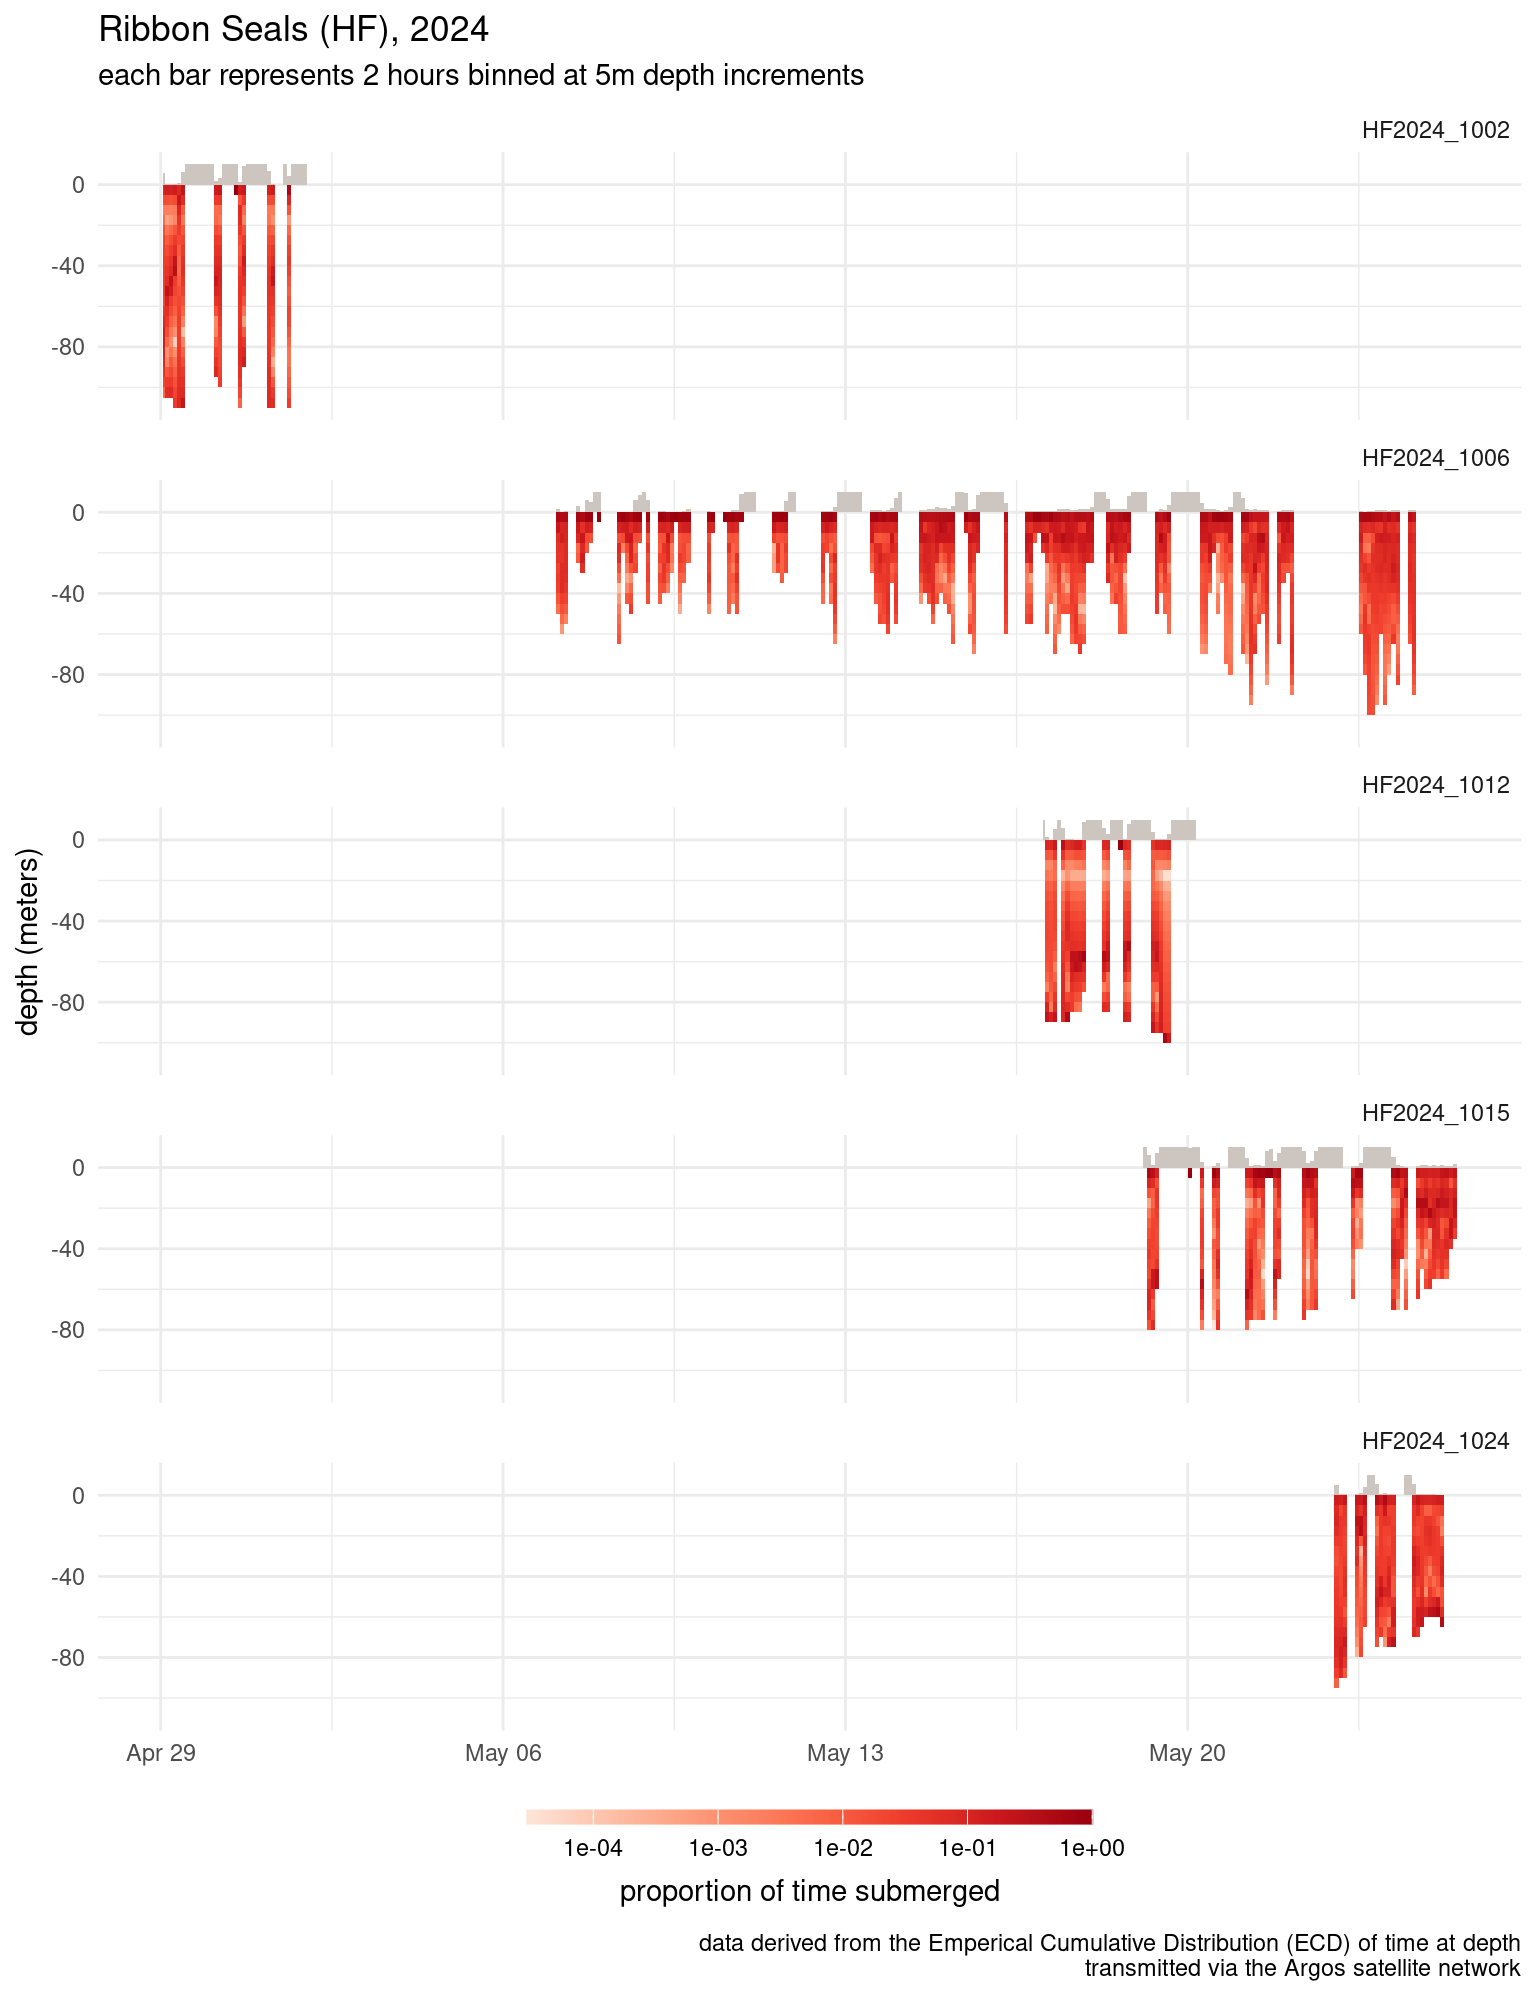 Ribbon Seals (HF), 2024
each bar represents 2 hours binned at 5m depth increments
HF2024_1002
0
-40
-80
HF2024_1006
0
-40
-80
HF2024_1012
0
-40
-80
depth (meters)
HF2024_1015
0
-40
-80
HF2024_1024
0
-40
-80
Apr 29 May 06 May 13 May 20
1e-04 1e-03 1e-02 1e-01 1e+00
proportion of time submerged
data derived from the Emperical Cumulative Distribution (ECD) of time at depth
transmitted via the Argos satellite network